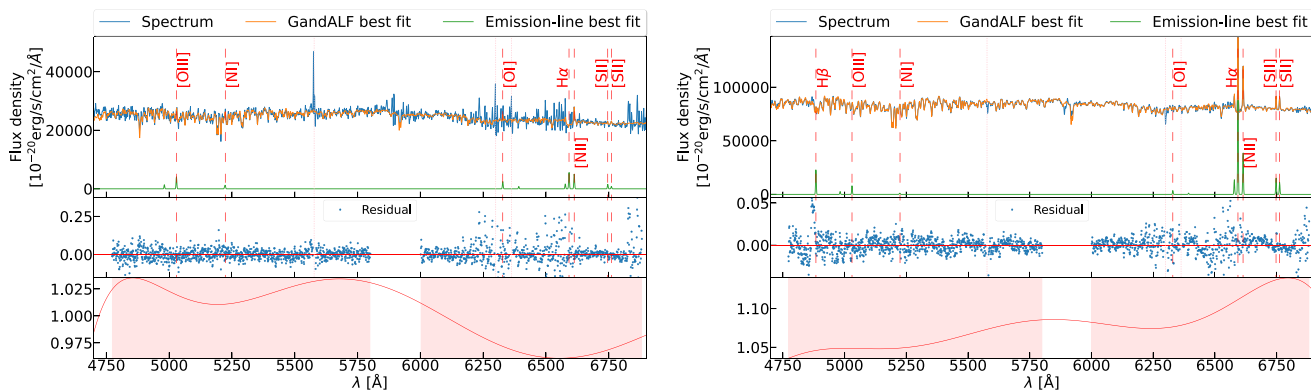 Spectrum GandALF best fit Emission-line best fit
[OIII]
[NI]
[OI]
Hα
[NII]
[SII]
[SII]
Flux density
[10⁻²⁰erg/s/cm²/Å]
40000
20000
0
Residual
0.25
0.00
1.025
1.000
0.975
4750 5000 5250 5500 5750 6000 6250 6500 6750
λ [Å]
Spectrum GandALF best fit Emission-line best fit
Hβ
[OIII]
[NI]
[OI]
Hα
[NII]
[SII]
[SII]
Flux density
[10⁻²⁰erg/s/cm²/Å]
100000
50000
0
Residual
0.05
0.00
1.10
1.05
4750 5000 5250 5500 5750 6000 6250 6500 6750
λ [Å]